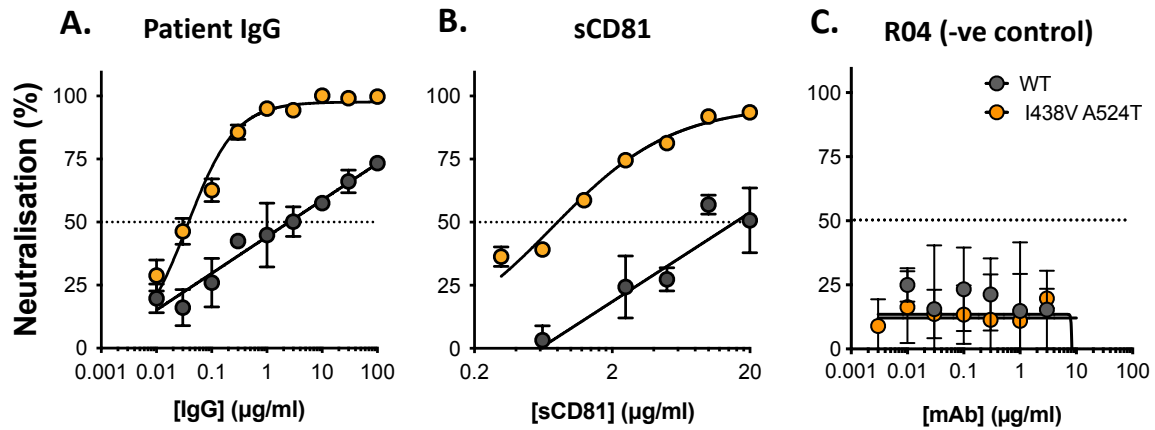 A. Patient IgG
B. sCD81
C. R04 (-ve control)
Neutralisation (%)
100
75
50
25
0
0.001 0.01 0.1 1 10 100
[IgG] (µg/ml)
100
75
50
25
0
0.2 2 20
[sCD81] (µg/ml)
WT
I438V A524T
100
75
50
25
0
0.001 0.01 0.1 1 10 100
[mAb] (µg/ml)